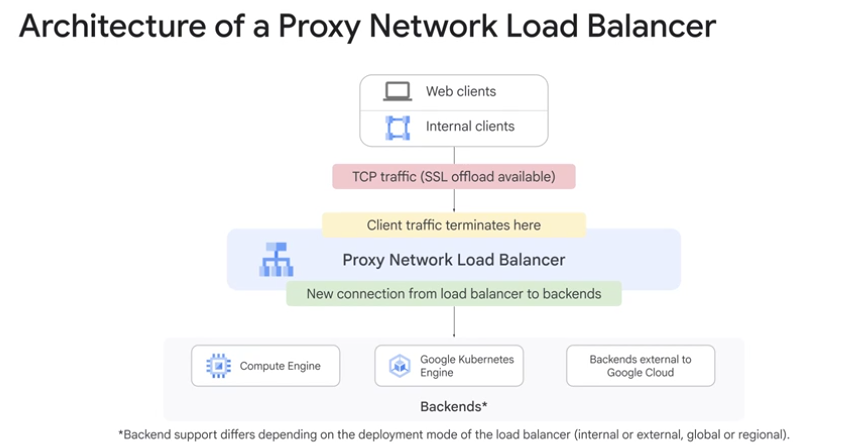 Architecture of a Proxy Network Load Balancer
Web clients
Internal clients
TCP traffic (SSL offload available)
Client traffic terminates here
Proxy Network Load Balancer
New connection from load balancer to backends
Compute Engine
Google Kubernetes
Engine
Backends external to
Google Cloud
Backends*
*Backend support differs depending on the deployment mode of the load balancer (internal or external, global or regional).